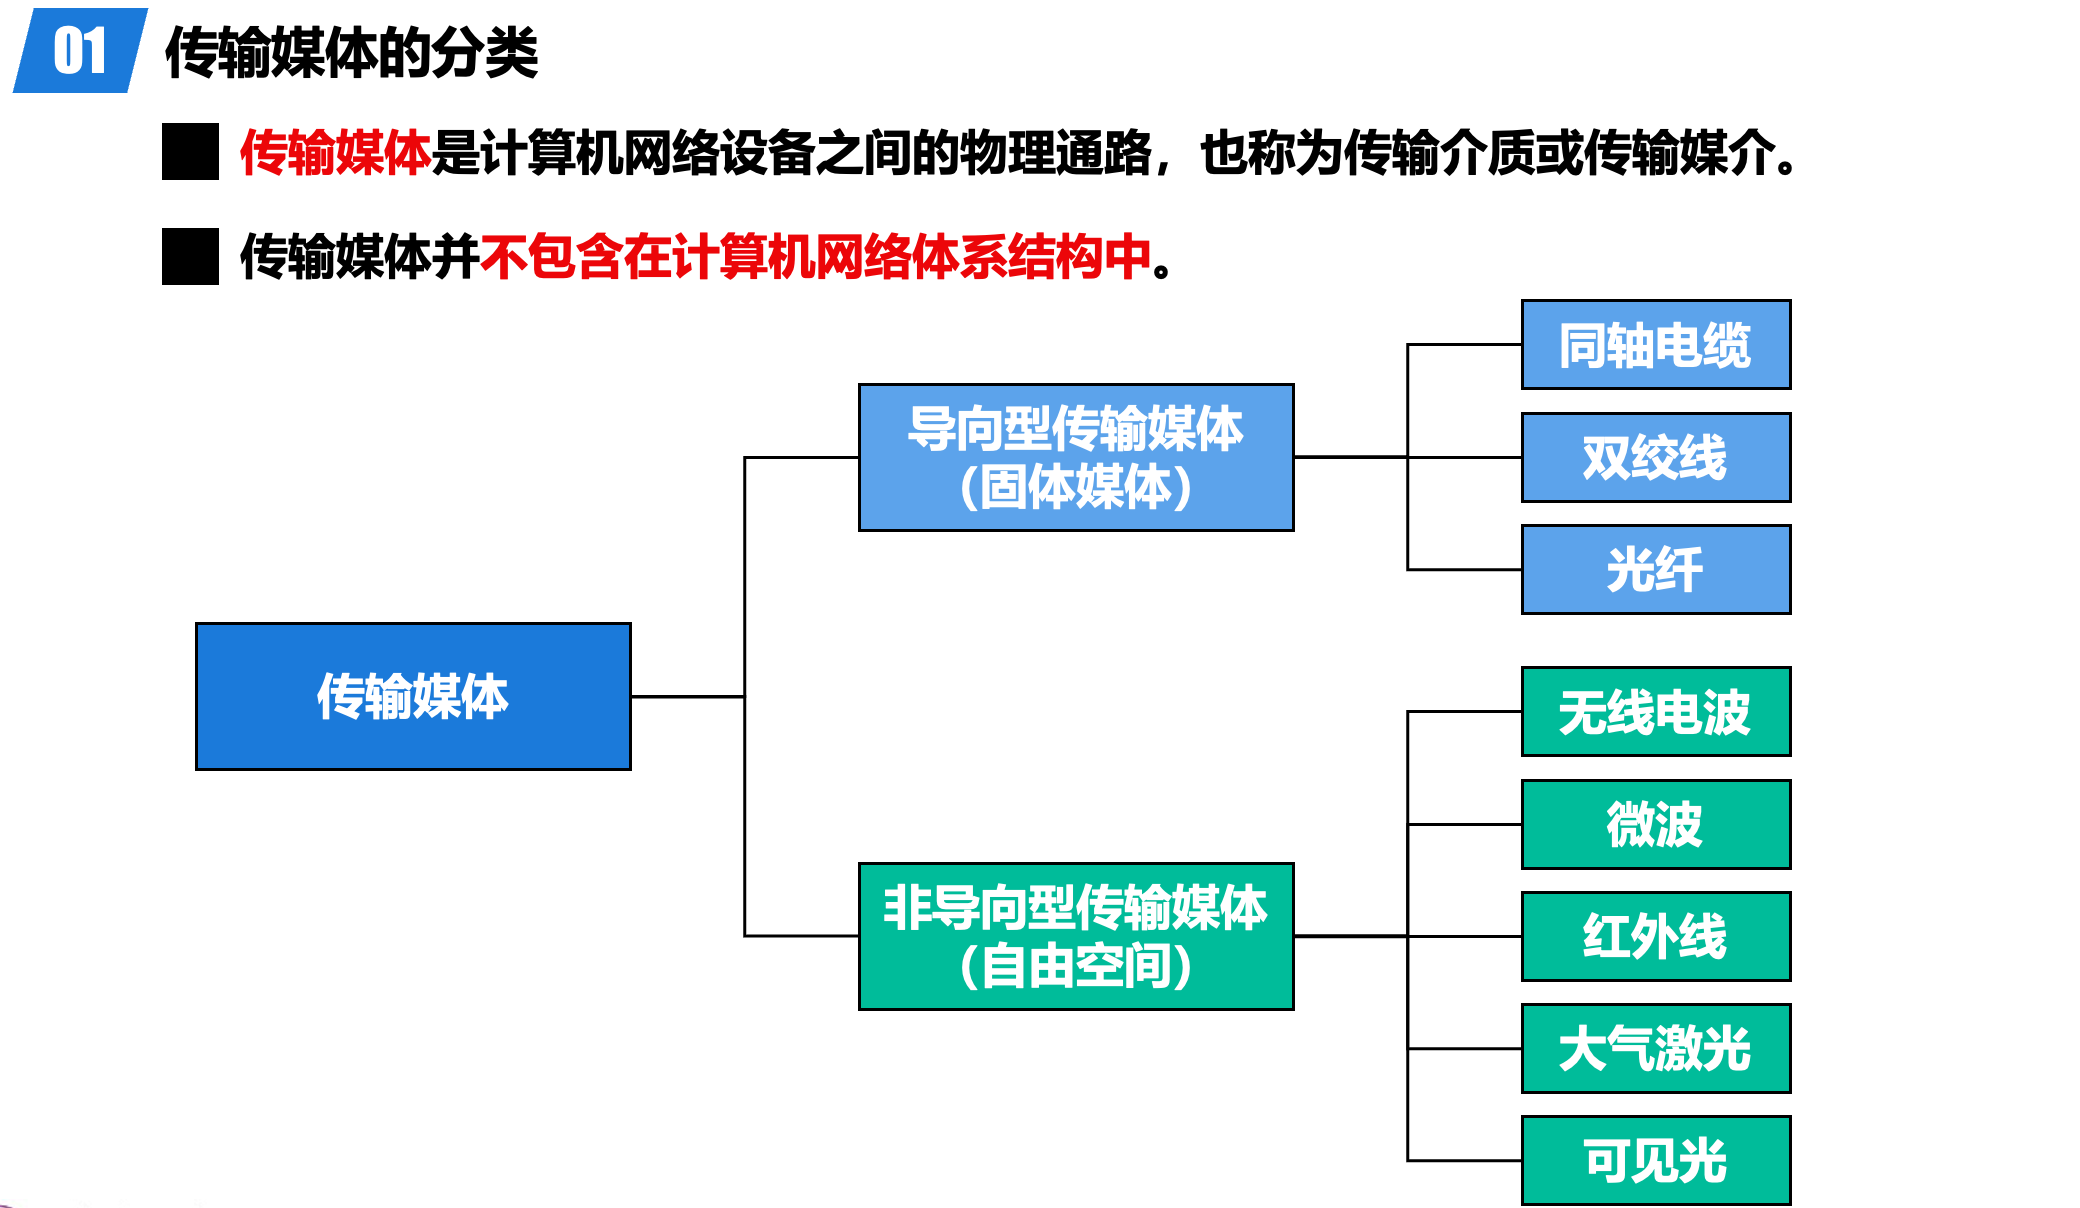 01
传输媒体的分类
传输媒体是计算机网络设备之间的物理通路，也称为传输介质或传输媒介。
传输媒体并不包含在计算机网络体系结构中。
传输媒体
导向型传输媒体
（固体媒体）
同轴电缆
双绞线
光纤
非导向型传输媒体
（自由空间）
无线电波
微波
红外线
大气激光
可见光